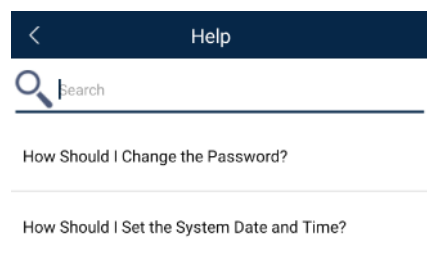 Help
Search
How Should I Change the Password?
How Should I Set the System Date and Time?